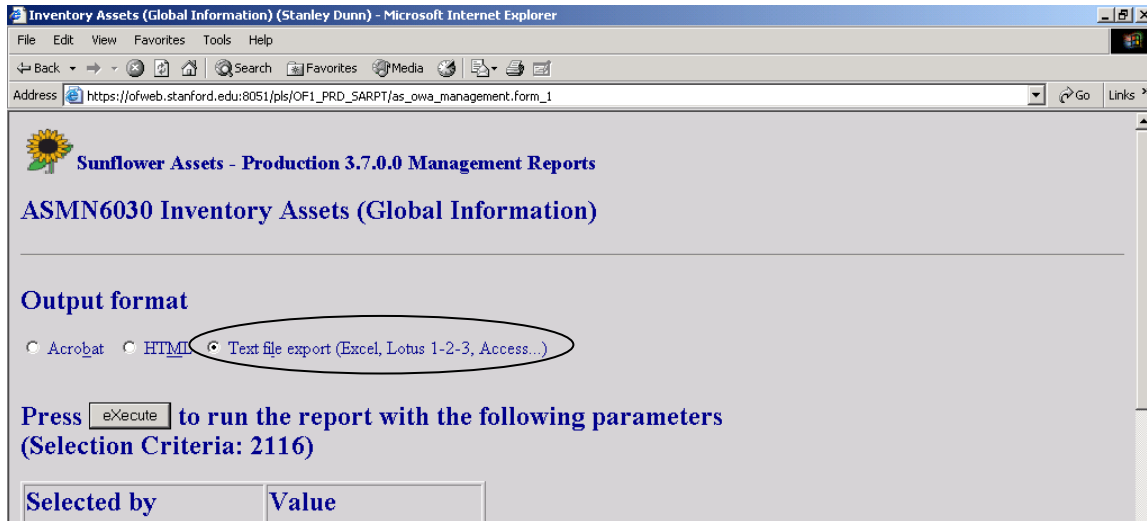 Inventory Assets (Global Information) (Stanley Dunn) - Microsoft Internet Explorer
File Edit View Favorites Tools Help
Back Search Favorites Media
Address https://ofweb.stanford.edu:8051/pls/OF1_PRD_SARPT/as_owa_management.form_1 Go Links »
Sunflower Assets - Production 3.7.0.0 Management Reports
ASMN6030 Inventory Assets (Global Information)
Output format
Acrobat HTML Text file export (Excel, Lotus 1-2-3, Access...)
Press eXecute to run the report with the following parameters
(Selection Criteria: 2116)
Selected by Value